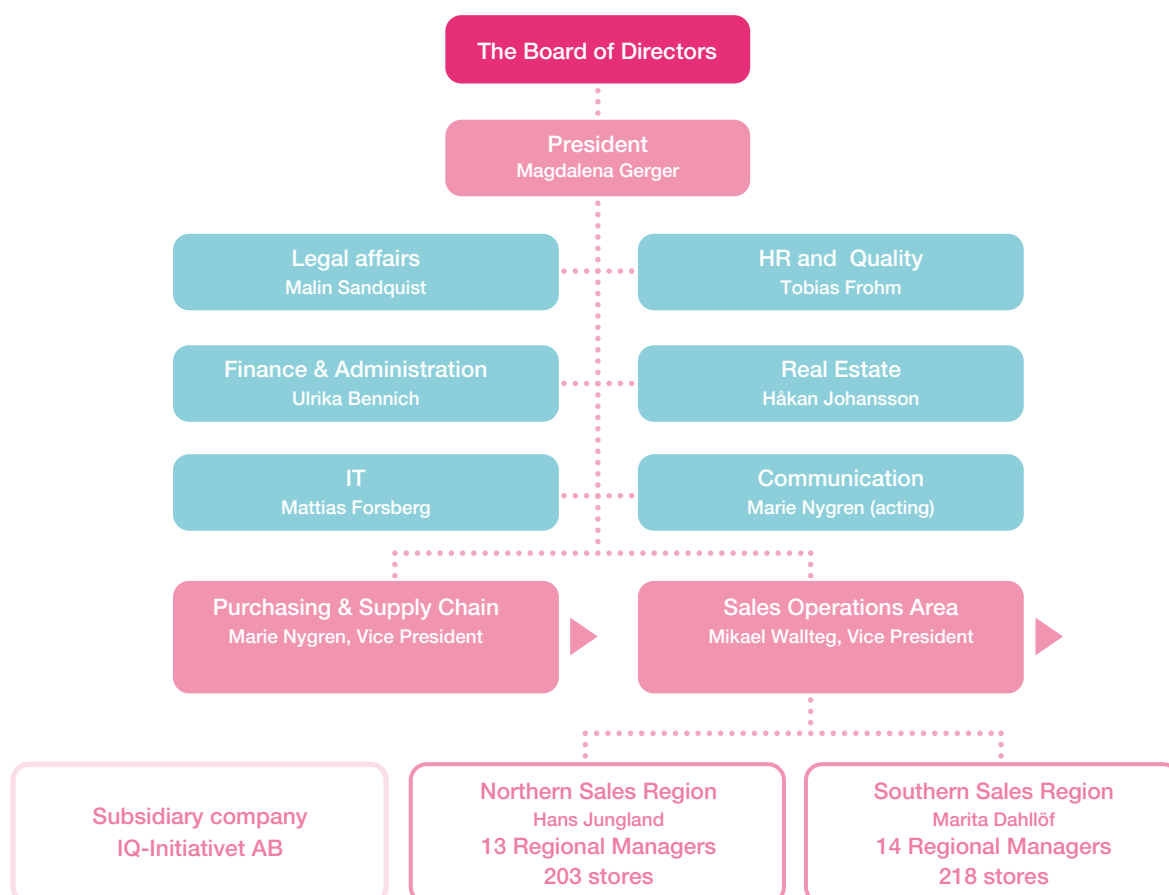 The Board of Directors
President
Magdalena Gerger
Legal affairs
Malin Sandquist
HR and Quality
Tobias Frohm
Finance & Administration
Ulrika Bennich
Real Estate
Håkan Johansson
IT
Mattias Forsberg
Communication
Marie Nygren (acting)
Purchasing & Supply Chain
Marie Nygren, Vice President
Sales Operations Area
Mikael Wallteg, Vice President
Subsidiary company
IQ-Initiativet AB
Northern Sales Region
Hans Jungland
13 Regional Managers
203 stores
Southern Sales Region
Marita Dahllöf
14 Regional Managers
218 stores